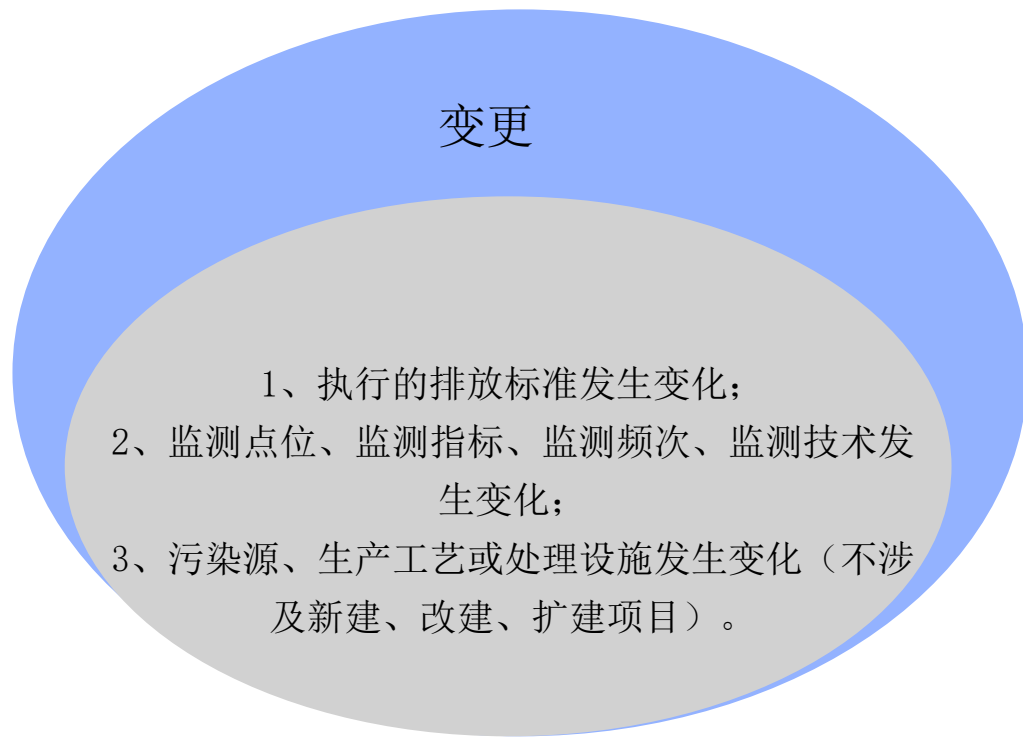 变更
1、执行的排放标准发生变化；
2、监测点位、监测指标、监测频次、监测技术发
生变化；
3、污染源、生产工艺或处理设施发生变化（不涉
及新建、改建、扩建项目）。